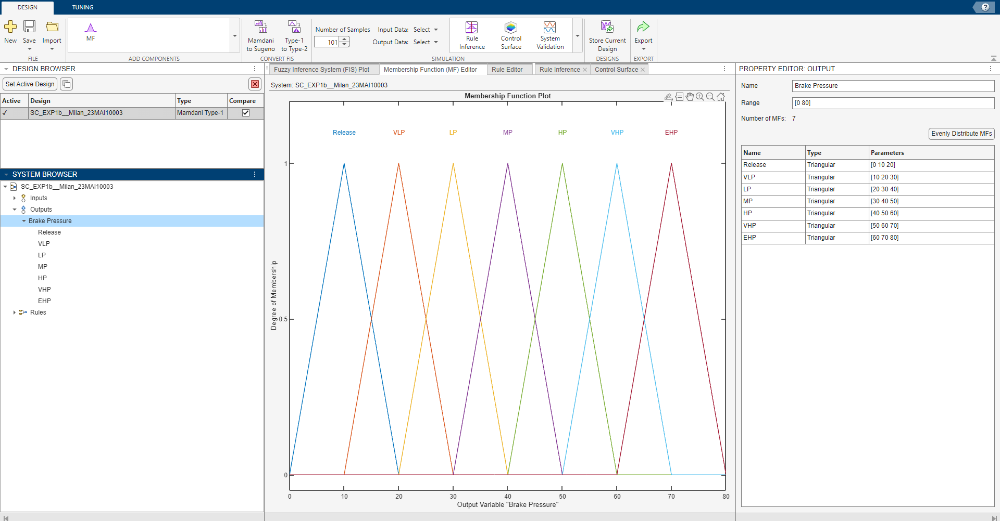 DESIGN
TUNING
?
New
Save
Import
FILE
MF
ADD COMPONENTS
Mamdani
to Sugeno
Type-1
to Type-2
CONVERT FIS
Number of Samples
101
Input Data: Select
Output Data: Select
Rule
Inference
Control
Surface
System
Validation
SIMULATION
Store Current
Design
DESIGNS
Export
EXPORT
DESIGN BROWSER
Set Active Design
Active Design Type Compare
SC_EXP1b__Milan_23MAI10003 Mamdani Type-1
SYSTEM BROWSER
SC_EXP1b__Milan_23MAI10003
Inputs
Outputs
Brake Pressure
Release
VLP
LP
MP
HP
VHP
EHP
Rules
Fuzzy Inference System (FIS) Plot
Membership Function (MF) Editor
Rule Editor
Rule Inference
Control Surface
System: SC_EXP1b__Milan_23MAI10003
Membership Function Plot
Release VLP LP MP HP VHP EHP
1
0.5
0
Degree of Membership
0 10 20 30 40 50 60 70 80
Output Variable "Brake Pressure"
PROPERTY EDITOR: OUTPUT
Name Brake Pressure
Range [0 80]
Number of MFs: 7
Evenly Distribute MFs
Name Type Parameters
Release Triangular [0 10 20]
VLP Triangular [10 20 30]
LP Triangular [20 30 40]
MP Triangular [30 40 50]
HP Triangular [40 50 60]
VHP Triangular [50 60 70]
EHP Triangular [60 70 80]